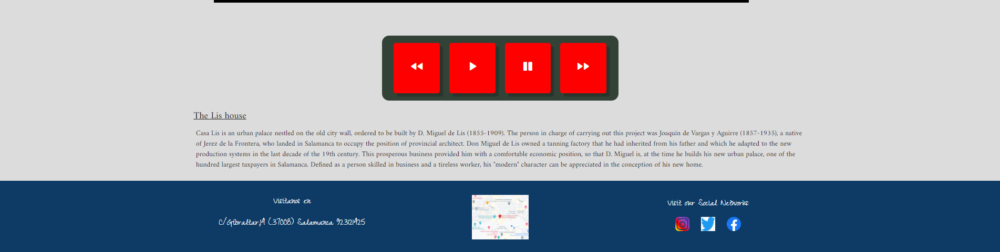 The Lis house
Casa Lis is an urban palace nestled on the old city wall, ordered to be built by D. Miguel de Lis (1855-1909). The person in charge of carrying out this project was Joaquín de Vargas y Aguirre (1857-1935), a native
of Jerez de la Frontera, who landed in Salamanca to occupy the position of provincial architect. Don Miguel de Lis owned a tanning factory that he had inherited from his father and which he adapted to the new
production systems in the last decade of the 19th century. This prosperous business provided him with a comfortable economic position, so that D. Miguel is, at the time he builds his new urban palace, one of the
hundred largest taxpayers in Salamanca. Defined as a person skilled in business and a tireless worker, his "modern" character can be appreciated in the conception of his new home.
Visitanos en
C/Gibraltar,14 (37008) Salamanca 923121425
Visit our Social Networks: